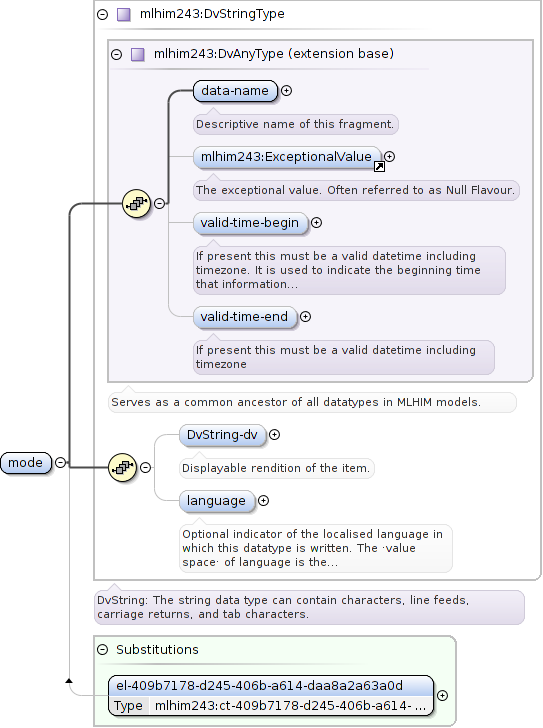 mlhim243:DvStringType
mlhim243:DvAnyType (extension base)
data-name
Descriptive name of this fragment.
mlhim243:ExceptionalValue
The exceptional value. Often referred to as Null Flavour.
valid-time-begin
If present this must be a valid datetime including
timezone. It is used to indicate the beginning time
that information...
valid-time-end
If present this must be a valid datetime including
timezone
Serves as a common ancestor of all datatypes in MLHIM models.
mode
DvString-dv
Displayable rendition of the item.
language
Optional indicator of the localised language in
which this datatype is written. The ·value
space· of language is the...
DvString: The string data type can contain characters, line feeds,
carriage returns, and tab characters.
Substitutions
el-409b7178-d245-406b-a614-daa8a2a63a0d
Type mlhim243:ct-409b7178-d245-406b-a614- ...